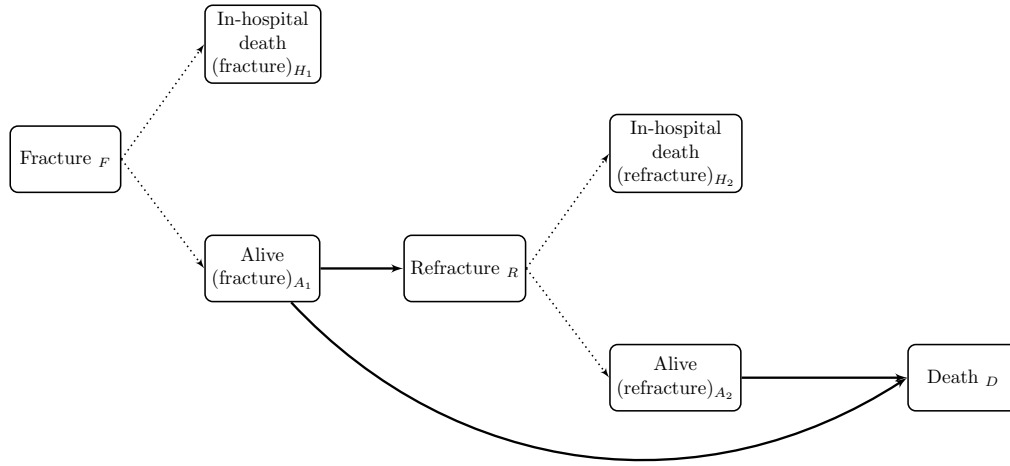 In-hospital
death
(fracture)H1
Fracture F
In-hospital
death
(refracture)H2
Alive
(fracture)A1
Refracture R
Alive
(refracture)A2
Death D